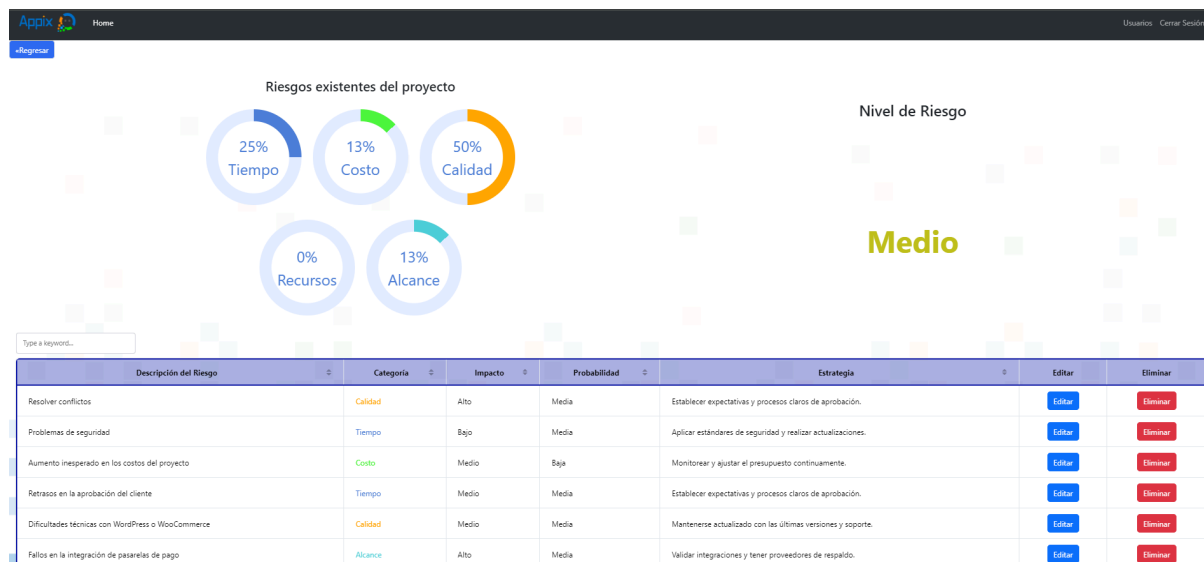 Appix Home Usuarios Cerrar Sesión
«Regresar
Riesgos existentes del proyecto
Nivel de Riesgo
25% 13% 50%
Tiempo Costo Calidad
Medio
0% 13%
Recursos Alcance
Type a keyword...
Descripción del Riesgo Categoría Impacto Probabilidad Estrategia Editar Eliminar
Resolver conflictos Calidad Alto Media Establecer expectativas y procesos claros de aprobación. Editar Eliminar
Problemas de seguridad Tiempo Bajo Media Aplicar estándares de seguridad y realizar actualizaciones. Editar Eliminar
Aumento inesperado en los costos del proyecto Costo Medio Baja Monitorear y ajustar el presupuesto continuamente. Editar Eliminar
Retrasos en la aprobación del cliente Tiempo Medio Media Establecer expectativas y procesos claros de aprobación. Editar Eliminar
Dificultades técnicas con WordPress o WooCommerce Calidad Medio Media Mantenerse actualizado con las últimas versiones y soporte. Editar Eliminar
Fallos en la integración de pasarelas de pago Alcance Alto Media Validar integraciones y tener proveedores de respaldo. Editar Eliminar